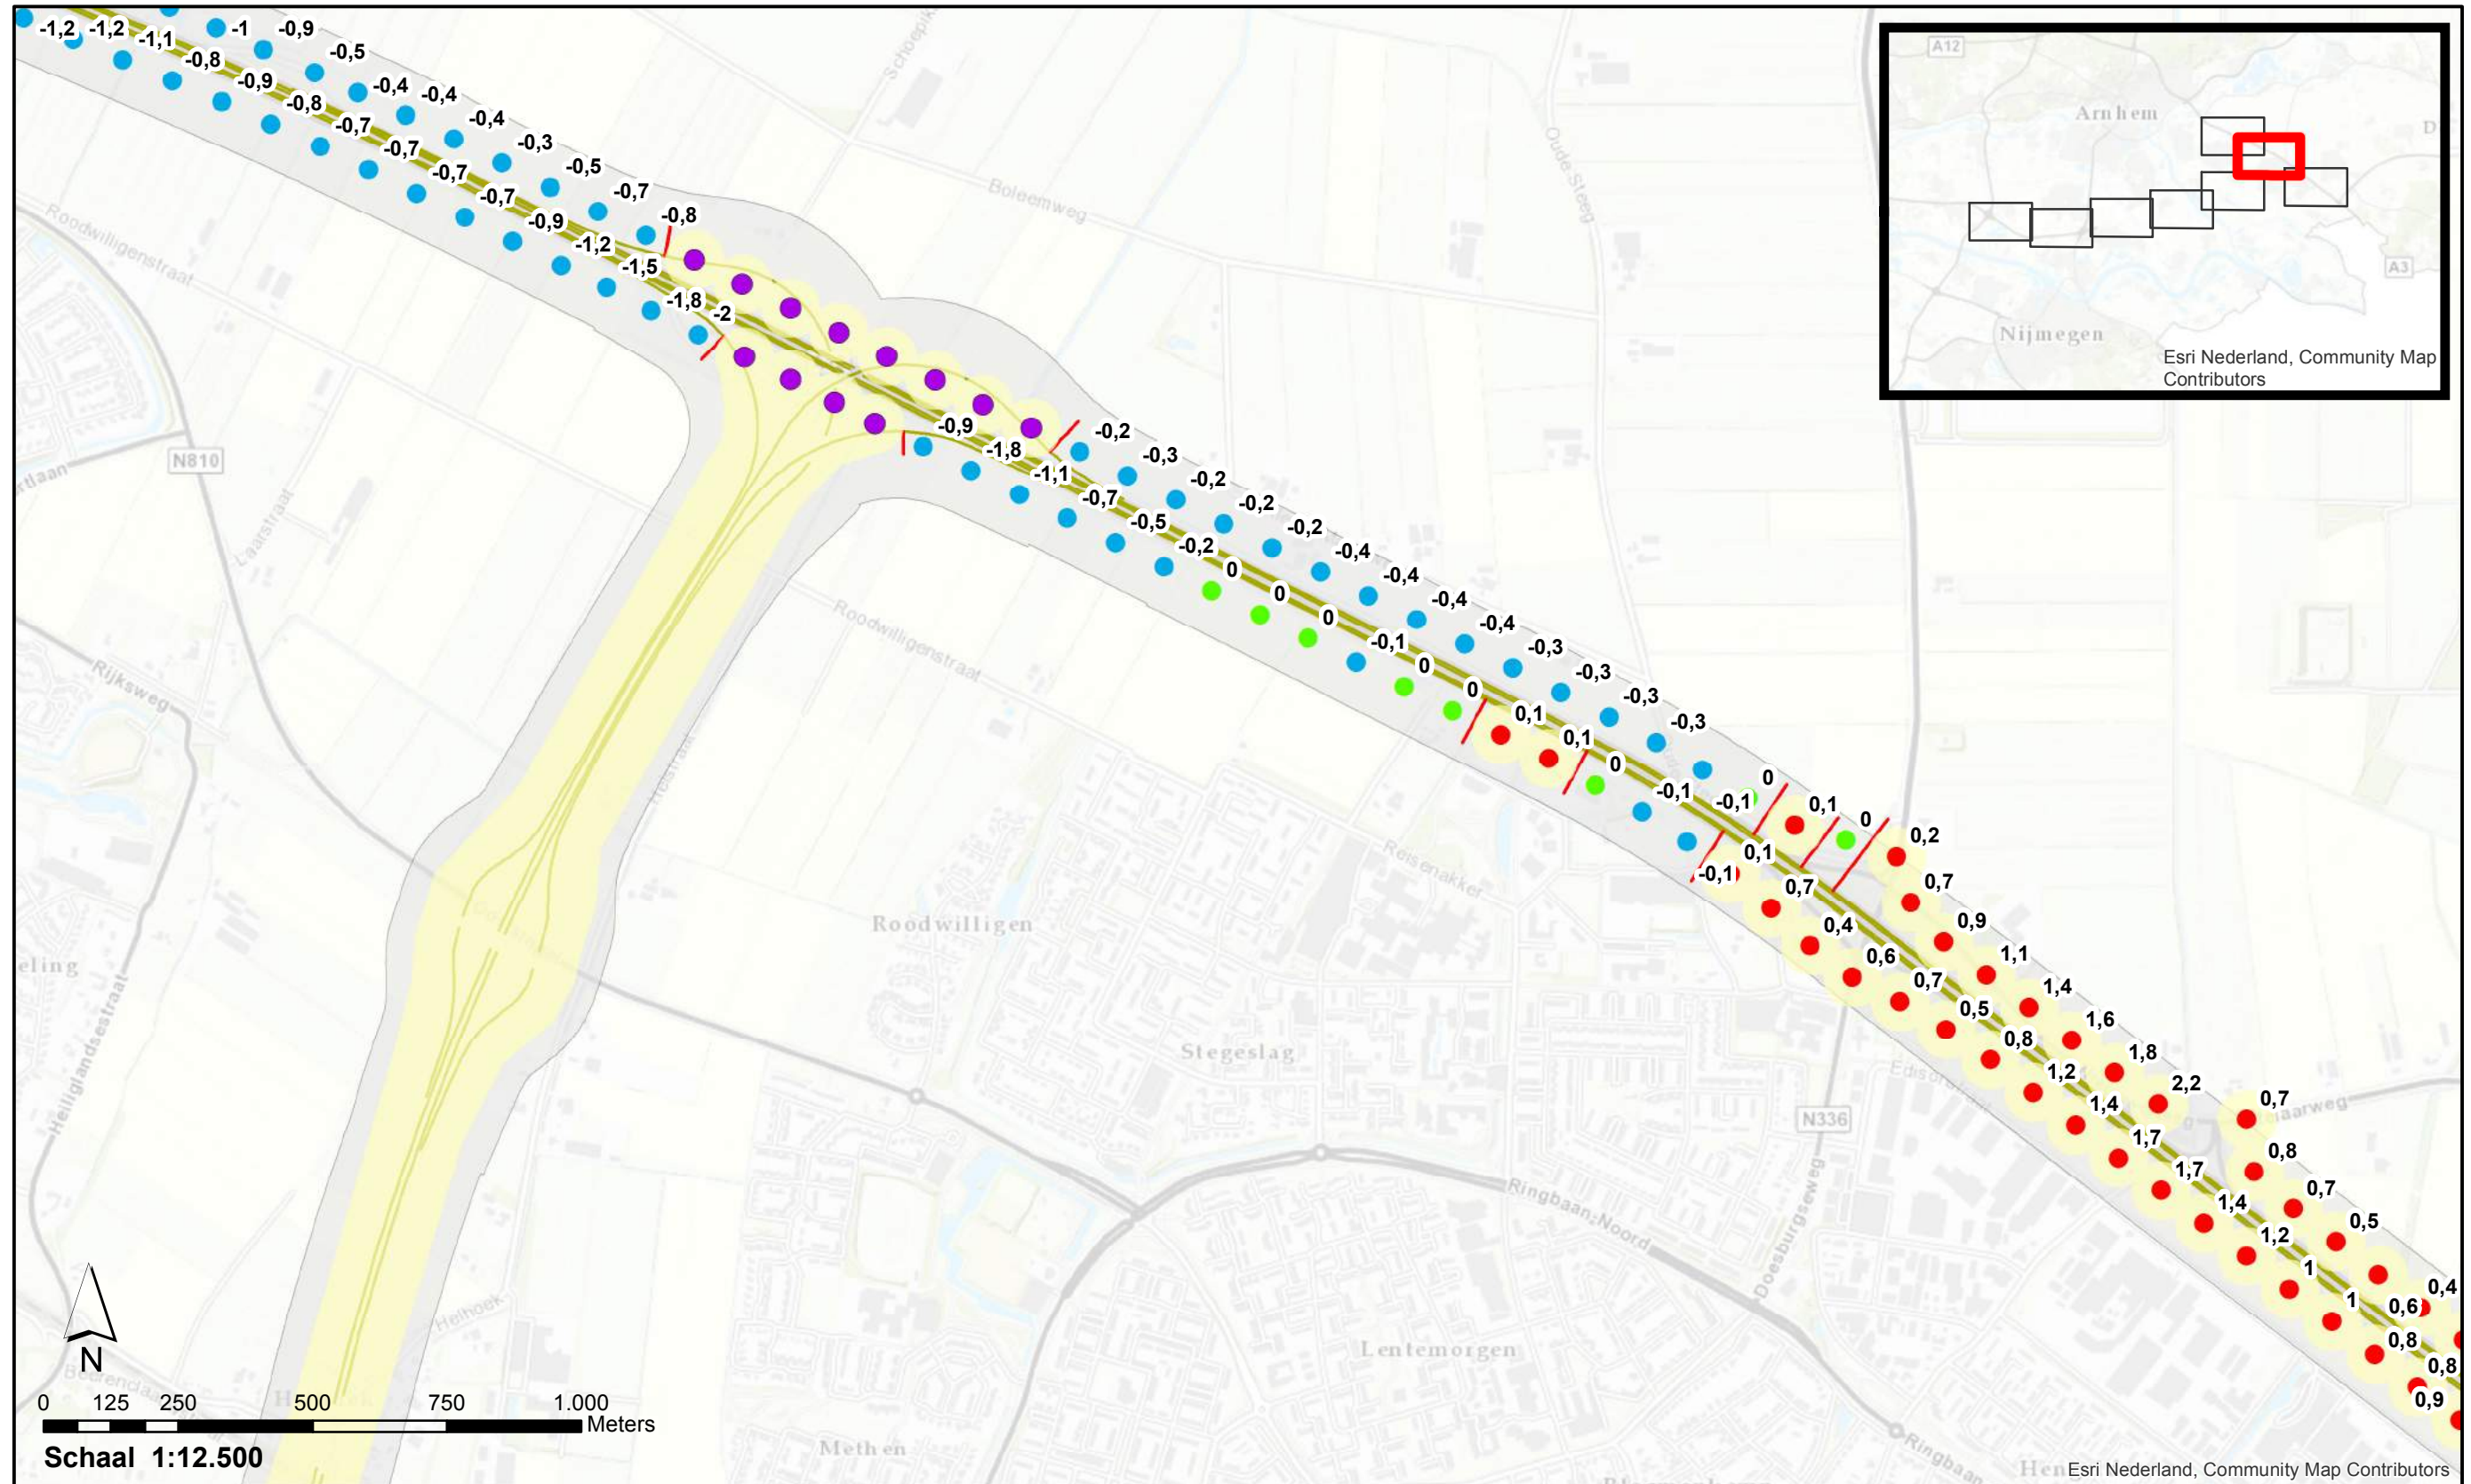 -1,2
-1,2
-1,1
-1
-0,9
-0,8
-0,5
-0,9
-0,4
-0,8
-0,4
-0,7
-0,4
-0,7
-0,3
-0,7
-0,5
-0,7
-0,7
-0,9
-0,8
-1,2
-1,5
-1,8
-2
-0,9
-1,8
-1,1
-0,7
-0,5
-0,2
0
0
0
-0,1
0
0
0,1
0,1
0
-0,1
-0,1
-0,1
-0,2
-0,3
-0,2
-0,2
-0,2
-0,4
-0,4
-0,4
-0,4
-0,3
-0,3
-0,3
-0,3
0
0,1
0
0,2
0,7
0,9
1,1
1,4
1,6
1,8
2,2
0,7
0,8
0,7
0,5
0,4
0,6
0,1
0,7
0,4
0,6
0,7
0,5
0,8
1,2
1,4
1,7
1,7
1,4
1,2
1
1
0,8
0,8
0,9
Boleemweg
Oude Steeg
Roodwilligenstraat
N810
Laarstraat
Rijksweg
Roodwilligenstraat
Reisenakker
Roodwilligen
eling
Heiliglandsestraat
Stegeslag
N336
Ringbaan-Noord
Doesburgseweg
Helhoek
Lentemorgen
Methen
Ringbaan
A12
Arnhem
D
A3
Nijmegen
Esri Nederland, Community Map
Contributors
N
0 125 250 500 750 1.000
Meters
Schaal 1:12.500
Esri Nederland, Community Map Contributors